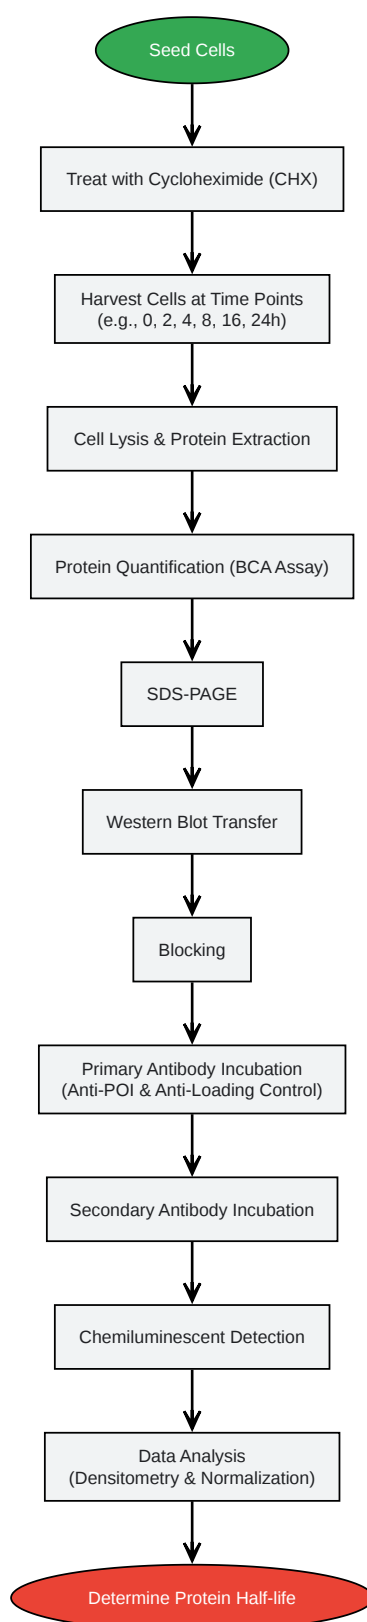 Seed Cells
Treat with Cycloheximide (CHX)
Harvest Cells at Time Points
(e.g., 0, 2, 4, 8, 16, 24h)
Cell Lysis & Protein Extraction
Protein Quantification (BCA Assay)
SDS-PAGE
Western Blot Transfer
Blocking
Primary Antibody Incubation
(Anti-POI & Anti-Loading Control)
Secondary Antibody Incubation
Chemiluminescent Detection
Data Analysis
(Densitometry & Normalization)
Determine Protein Half-life